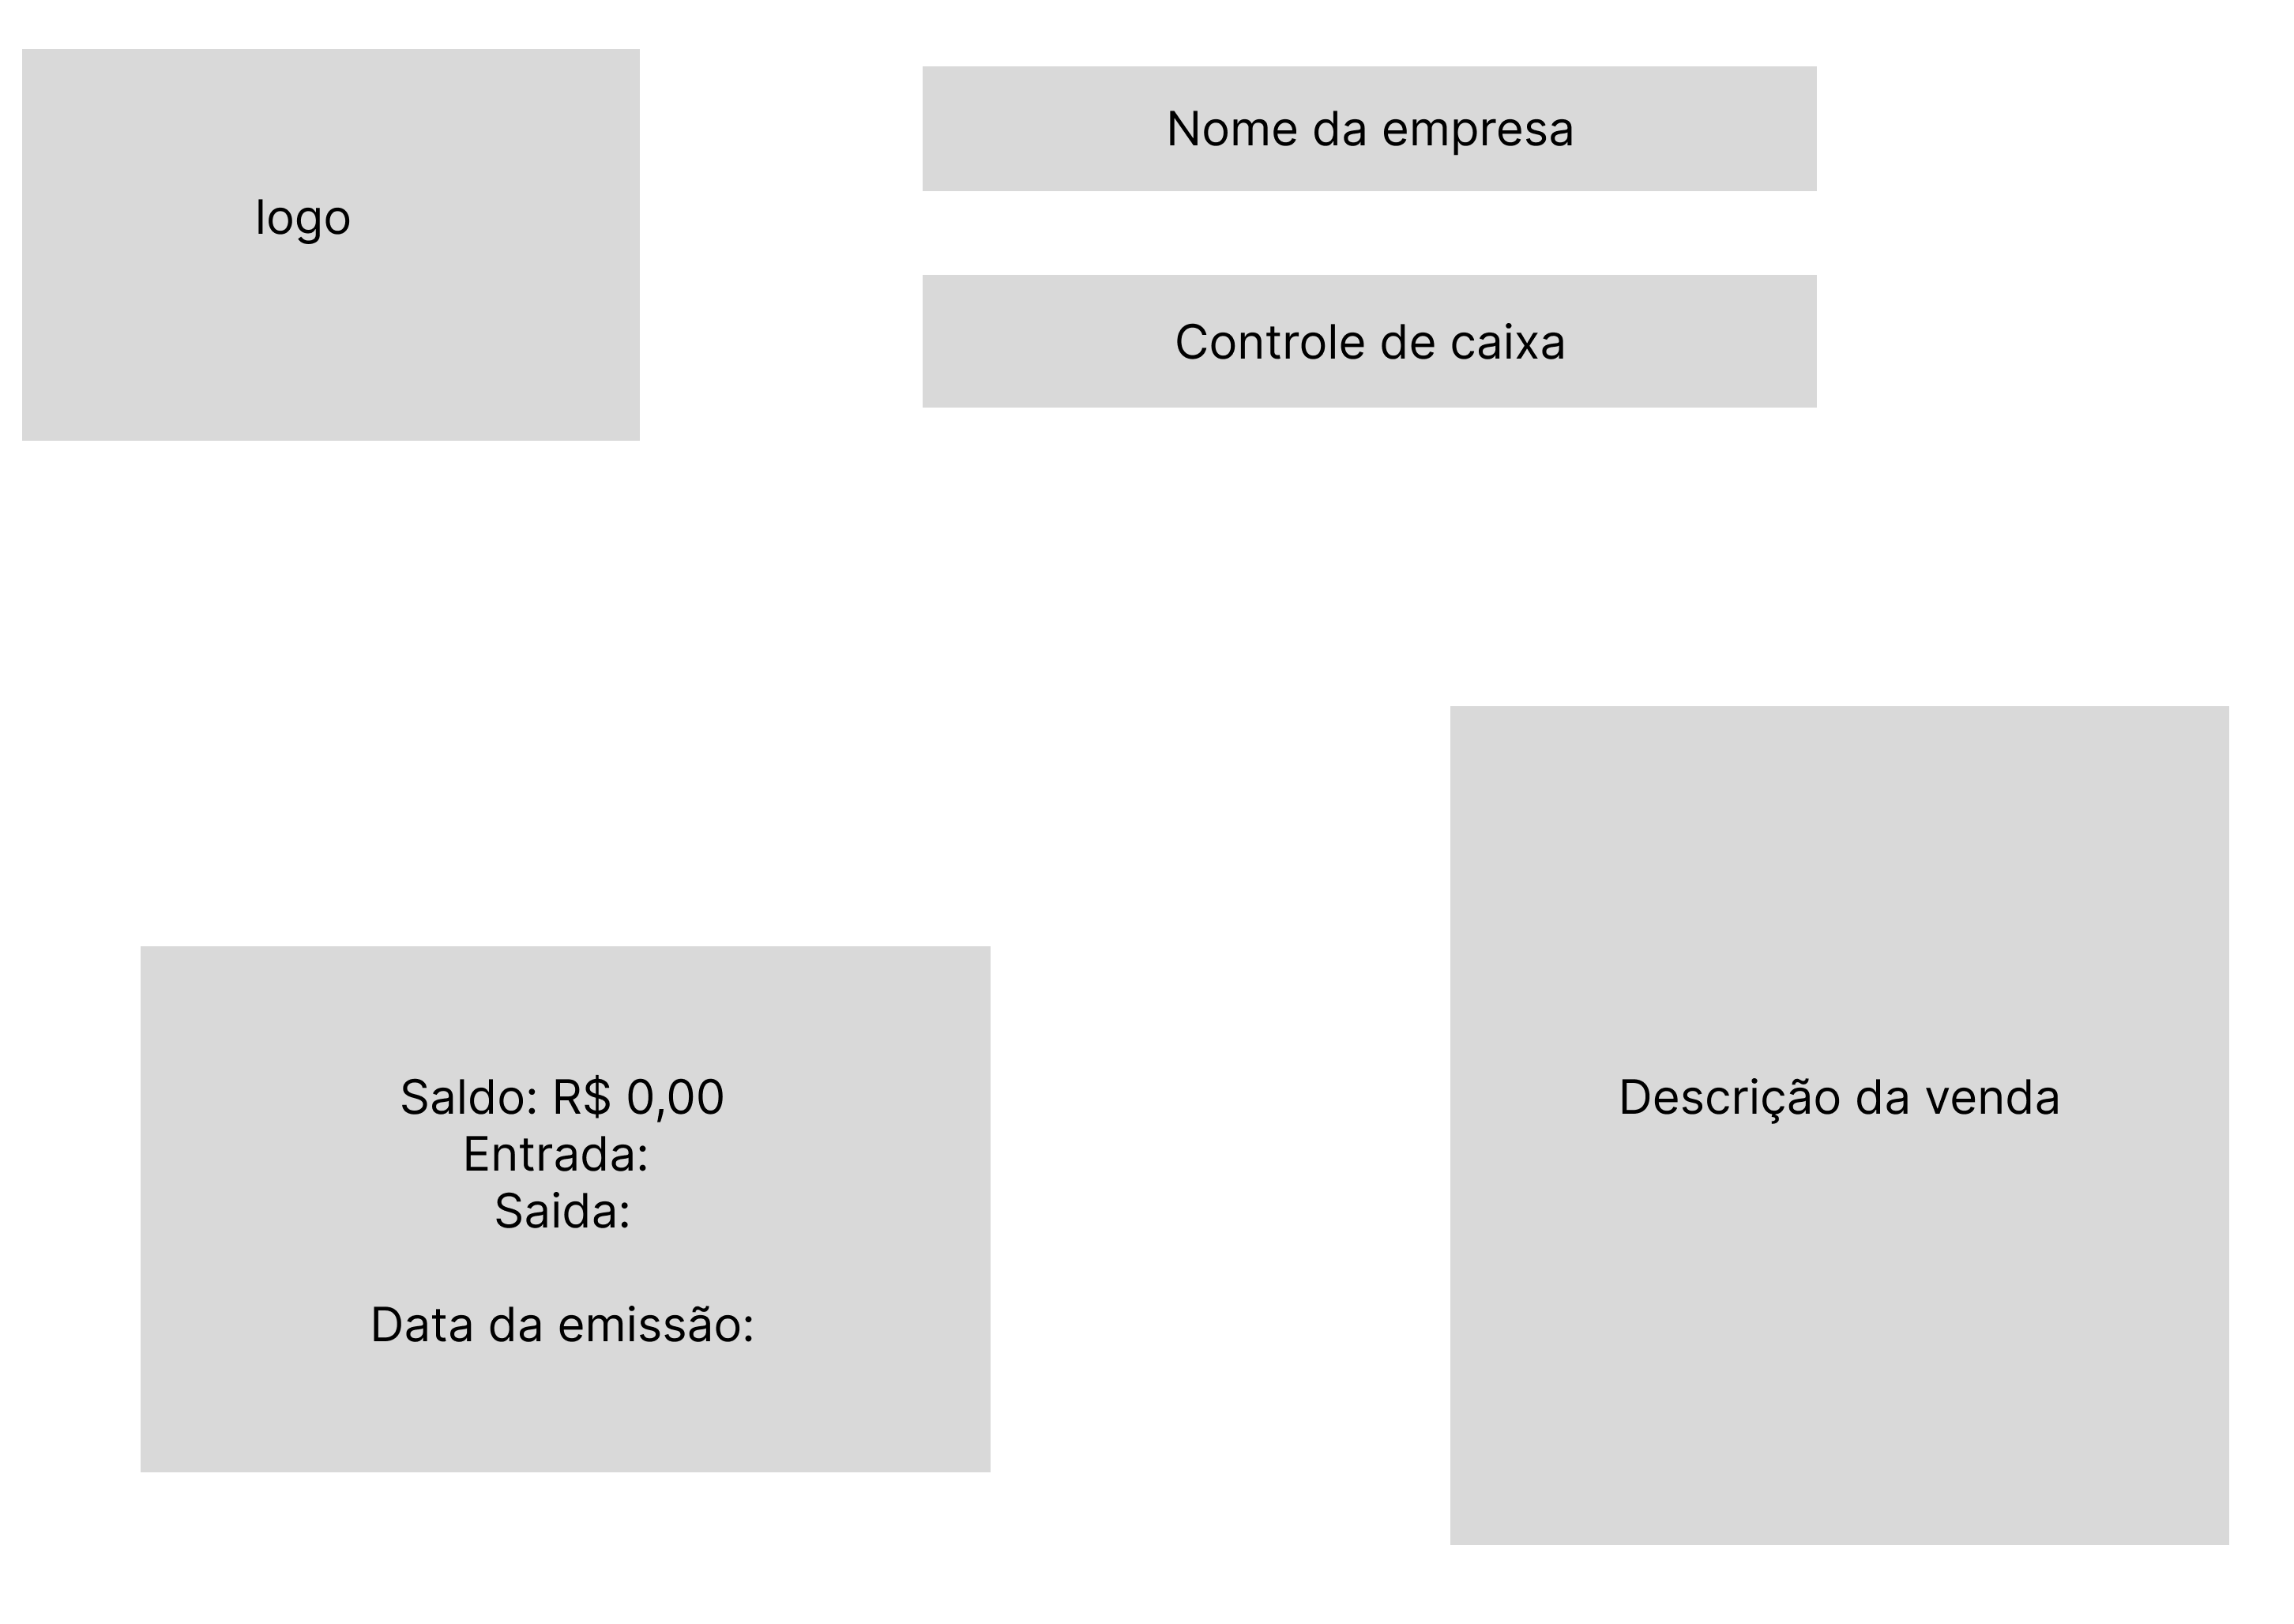 logo
Nome da empresa
Controle de caixa
Saldo: R$ 0,00
Entrada:
Saida:
Data da emissão:
Descrição da venda